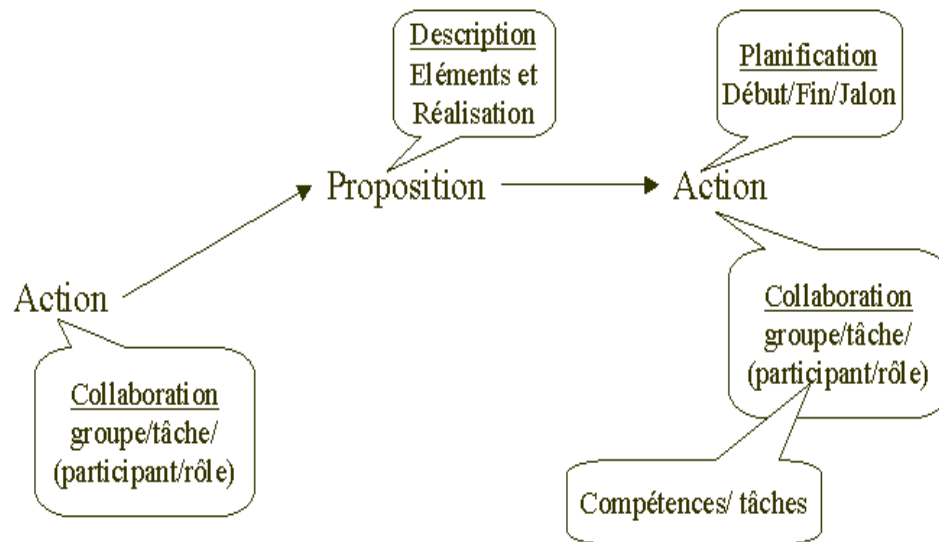 Description
Eléments et
Réalisation
Planification
Début/Fin/Jalon
Proposition
Action
Action
Collaboration
groupe/tâche/
(participant/rôle)
Collaboration
groupe/tâche/
(participant/rôle)
Compétences/ tâches